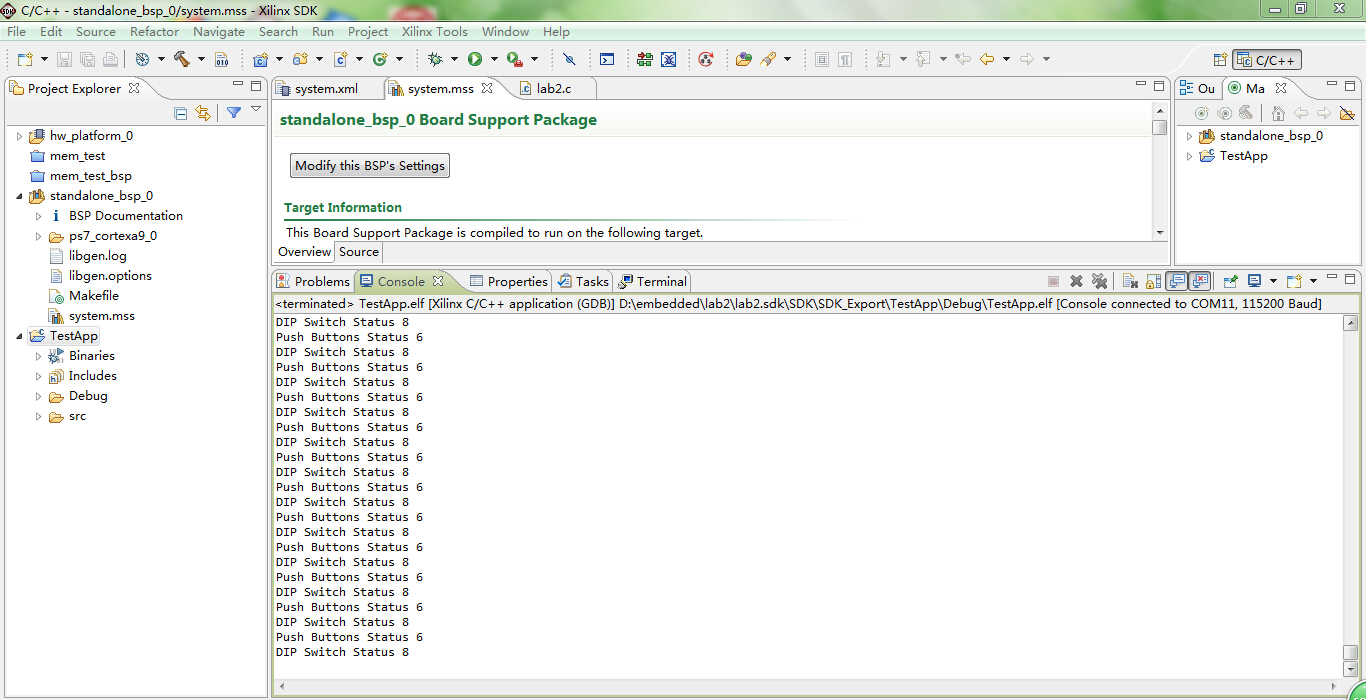 C/C++ - standalone_bsp_0/system.mss - Xilinx SDK
File Edit Source Refactor Navigate Search Run Project Xilinx Tools Window Help
C/C++
Project Explorer
hw_platform_0
mem_test
mem_test_bsp
standalone_bsp_0
BSP Documentation
ps7_cortexa9_0
libgen.log
libgen.options
Makefile
system.mss
TestApp
Binaries
Includes
Debug
src
system.xml system.mss lab2.c
standalone_bsp_0 Board Support Package
Modify this BSP's Settings
Target Information
This Board Support Package is compiled to run on the following target.
Overview Source
Ou Ma
standalone_bsp_0
TestApp
Problems Console Properties Tasks Terminal
<terminated> TestApp.elf [Xilinx C/C++ application (GDB)] D:\embedded\lab2\lab2.sdk\SDK\SDK_Export\TestApp\Debug\TestApp.elf [Console connected to COM11, 115200 Baud]
DIP Switch Status 8
Push Buttons Status 6
DIP Switch Status 8
Push Buttons Status 6
DIP Switch Status 8
Push Buttons Status 6
DIP Switch Status 8
Push Buttons Status 6
DIP Switch Status 8
Push Buttons Status 6
DIP Switch Status 8
Push Buttons Status 6
DIP Switch Status 8
Push Buttons Status 6
DIP Switch Status 8
Push Buttons Status 6
DIP Switch Status 8
Push Buttons Status 6
DIP Switch Status 8
Push Buttons Status 6
DIP Switch Status 8
Push Buttons Status 6
DIP Switch Status 8